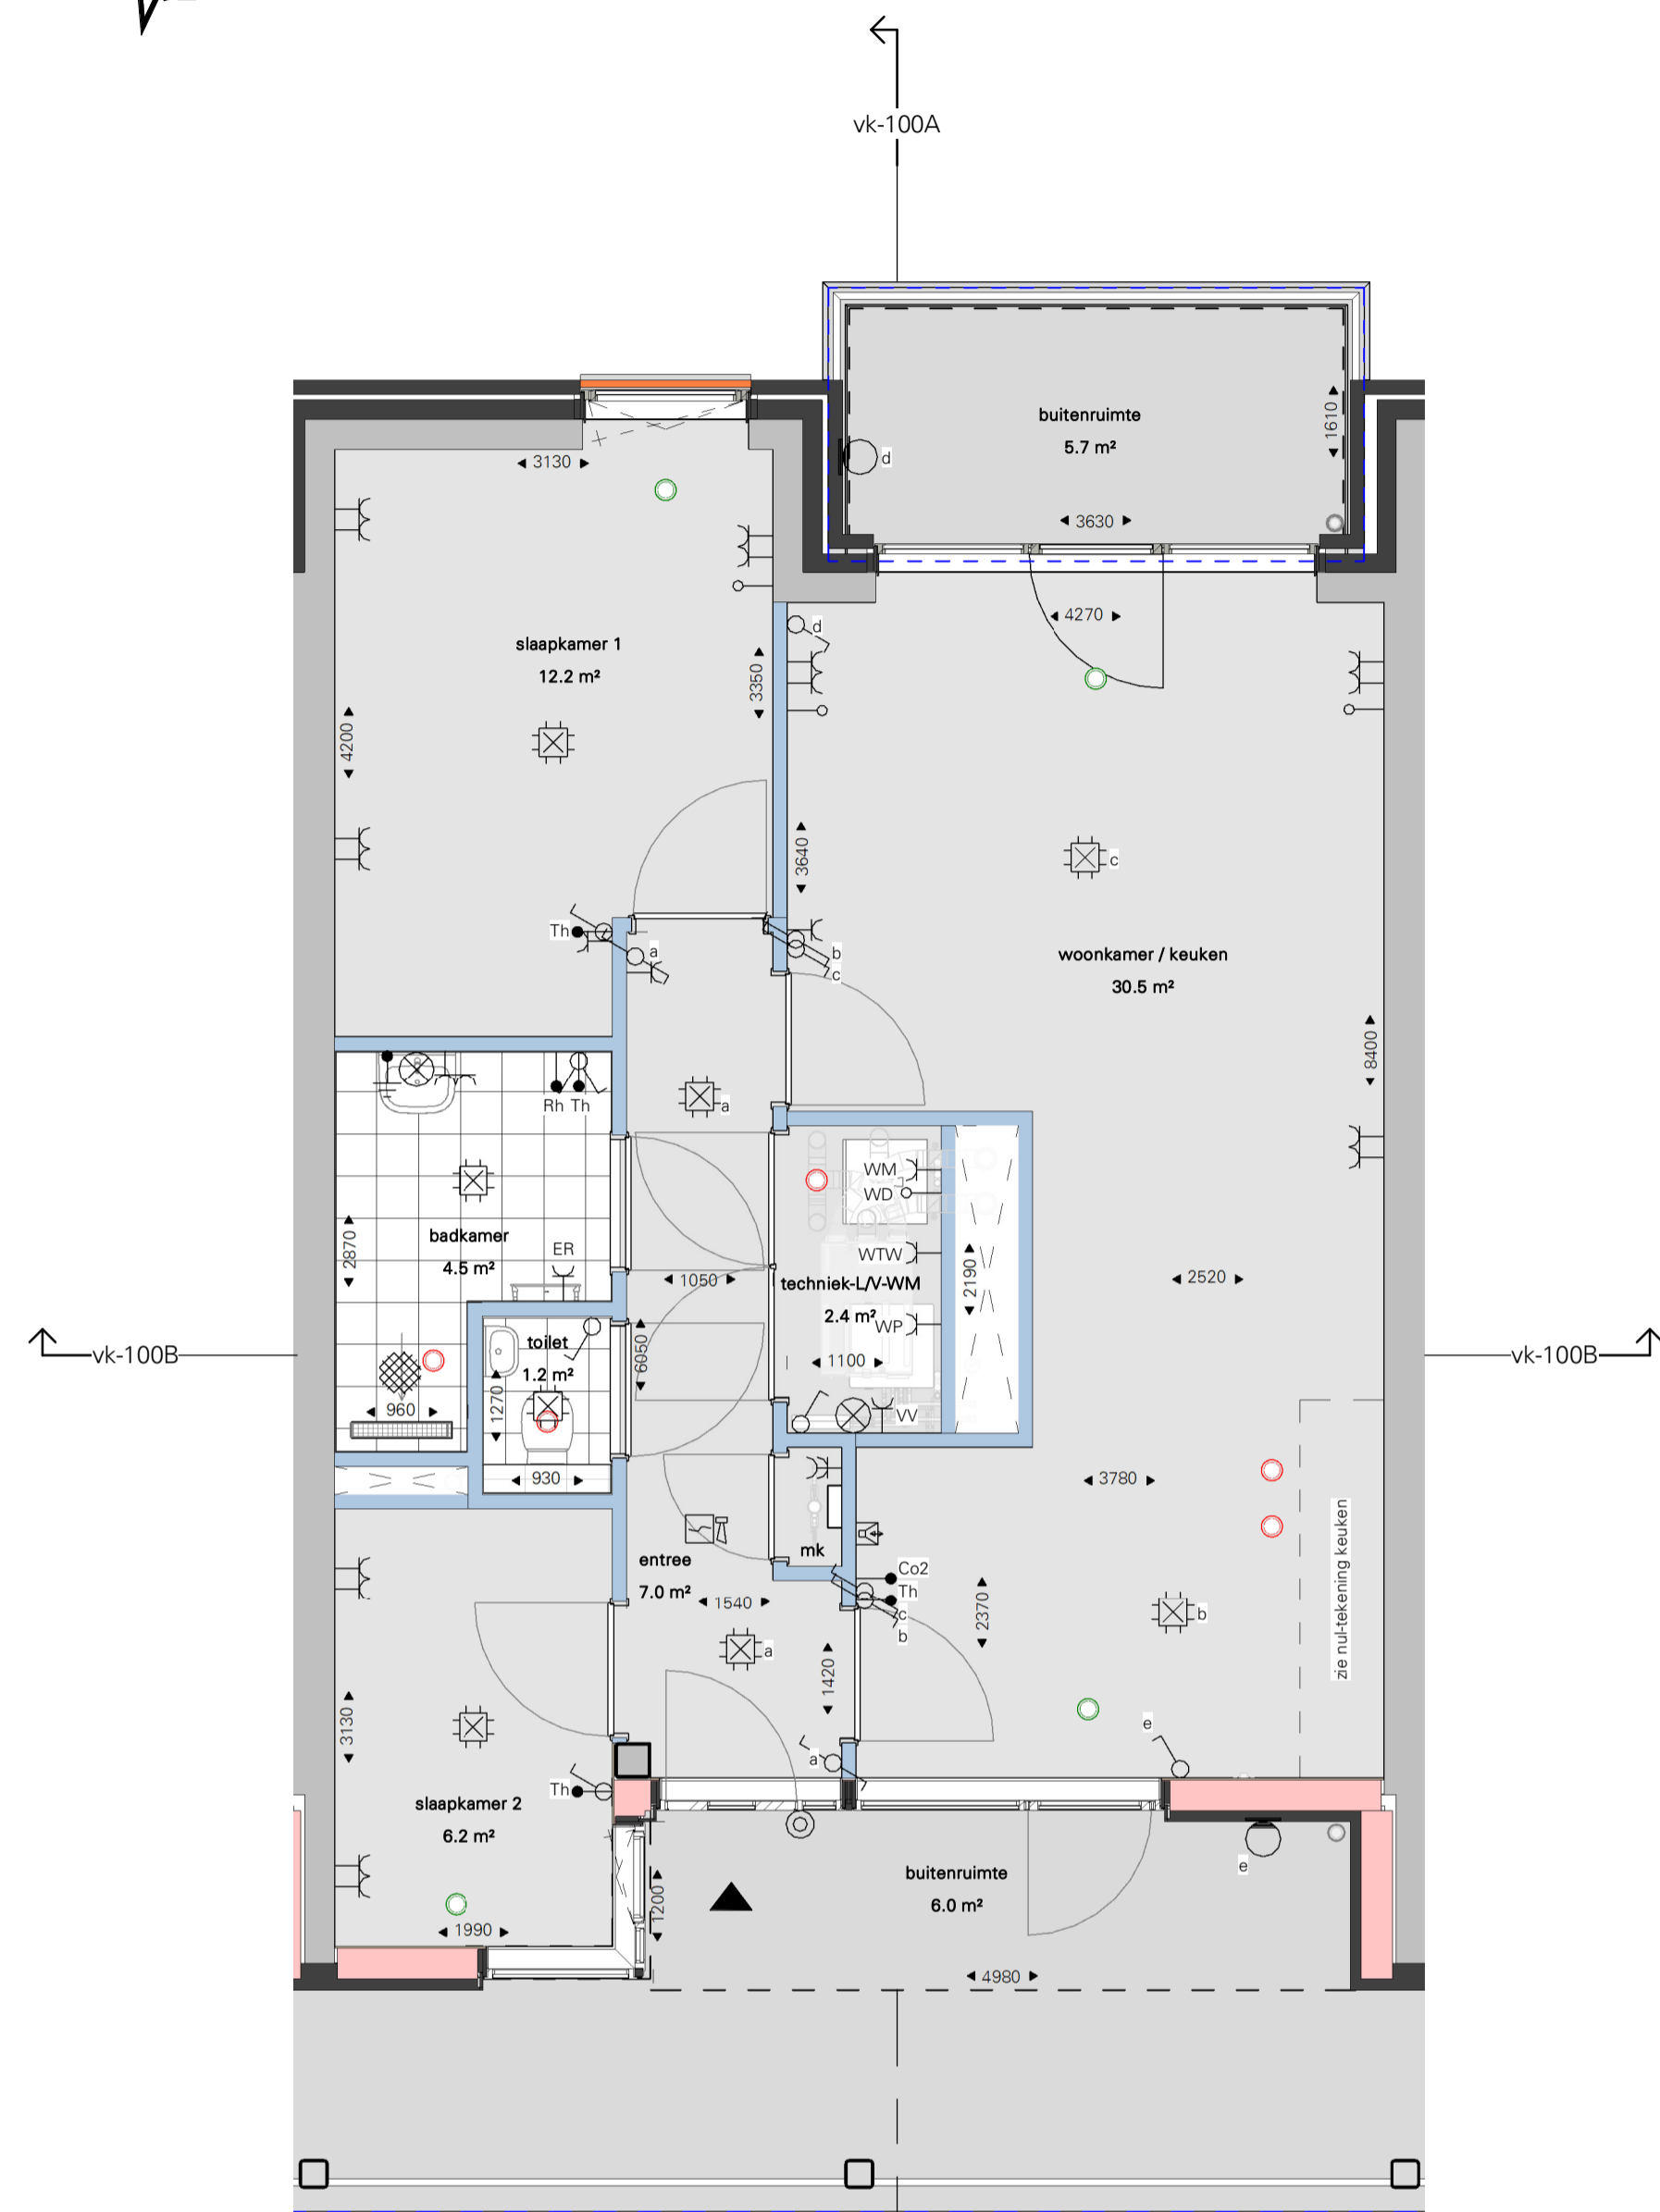 vk-100A
buitenruimte
5.7 m²
1610
d
3630
3130
4270
d
slaapkamer 1
12.2 m²
3350
4200
3640
c
Th
a
b
c
woonkamer / keuken
30.5 m²
8400
Rh Th
a
WM
WD
badkamer
4.5 m²
2870
ER
WTW
1050
techniek-L/V-WM
2.4 m²
2190
2520
WP
toilet
1.2 m²
6050
vk-100B
vk-100B
1100
1270
960
VV
930
3780
zie nul-tekening keuken
entree
7.0 m²
mk
Co2
Th
c
b
1540
2370
b
a
1420
3130
e
a
Th
slaapkamer 2
6.2 m²
e
buitenruimte
6.0 m²
1200
1990
4980